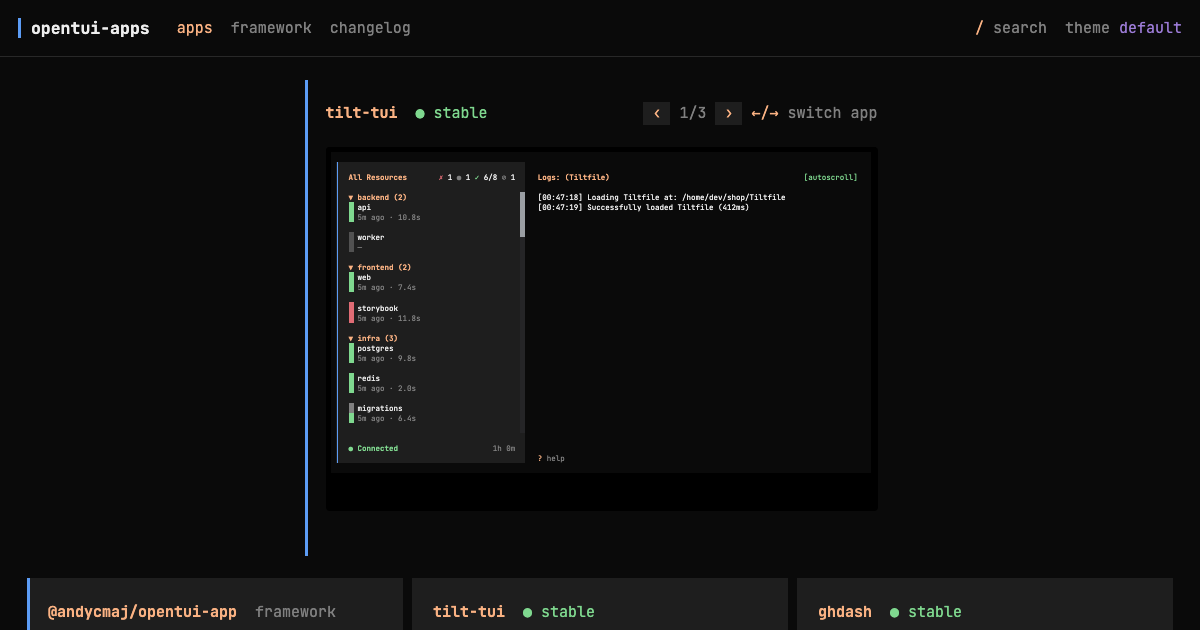 opentui-apps apps framework changelog / search theme default
tilt-tui ● stable ‹ 1/3 › ←/→ switch app
All Resources ✗ 1 ● 1 ✓ 6/8 ⊘ 1
▼ backend (2)
api
5m ago · 10.8s
worker
—
▼ frontend (2)
web
5m ago · 7.4s
storybook
5m ago · 11.8s
▼ infra (3)
postgres
5m ago · 9.8s
redis
5m ago · 2.0s
migrations
5m ago · 6.4s
● Connected 1h 0m
Logs: (Tiltfile) [autoscroll]
[00:47:18] Loading Tiltfile at: /home/dev/shop/Tiltfile
[00:47:19] Successfully loaded Tiltfile (412ms)
? help
@andycmaj/opentui-app framework
tilt-tui ● stable
ghdash ● stable